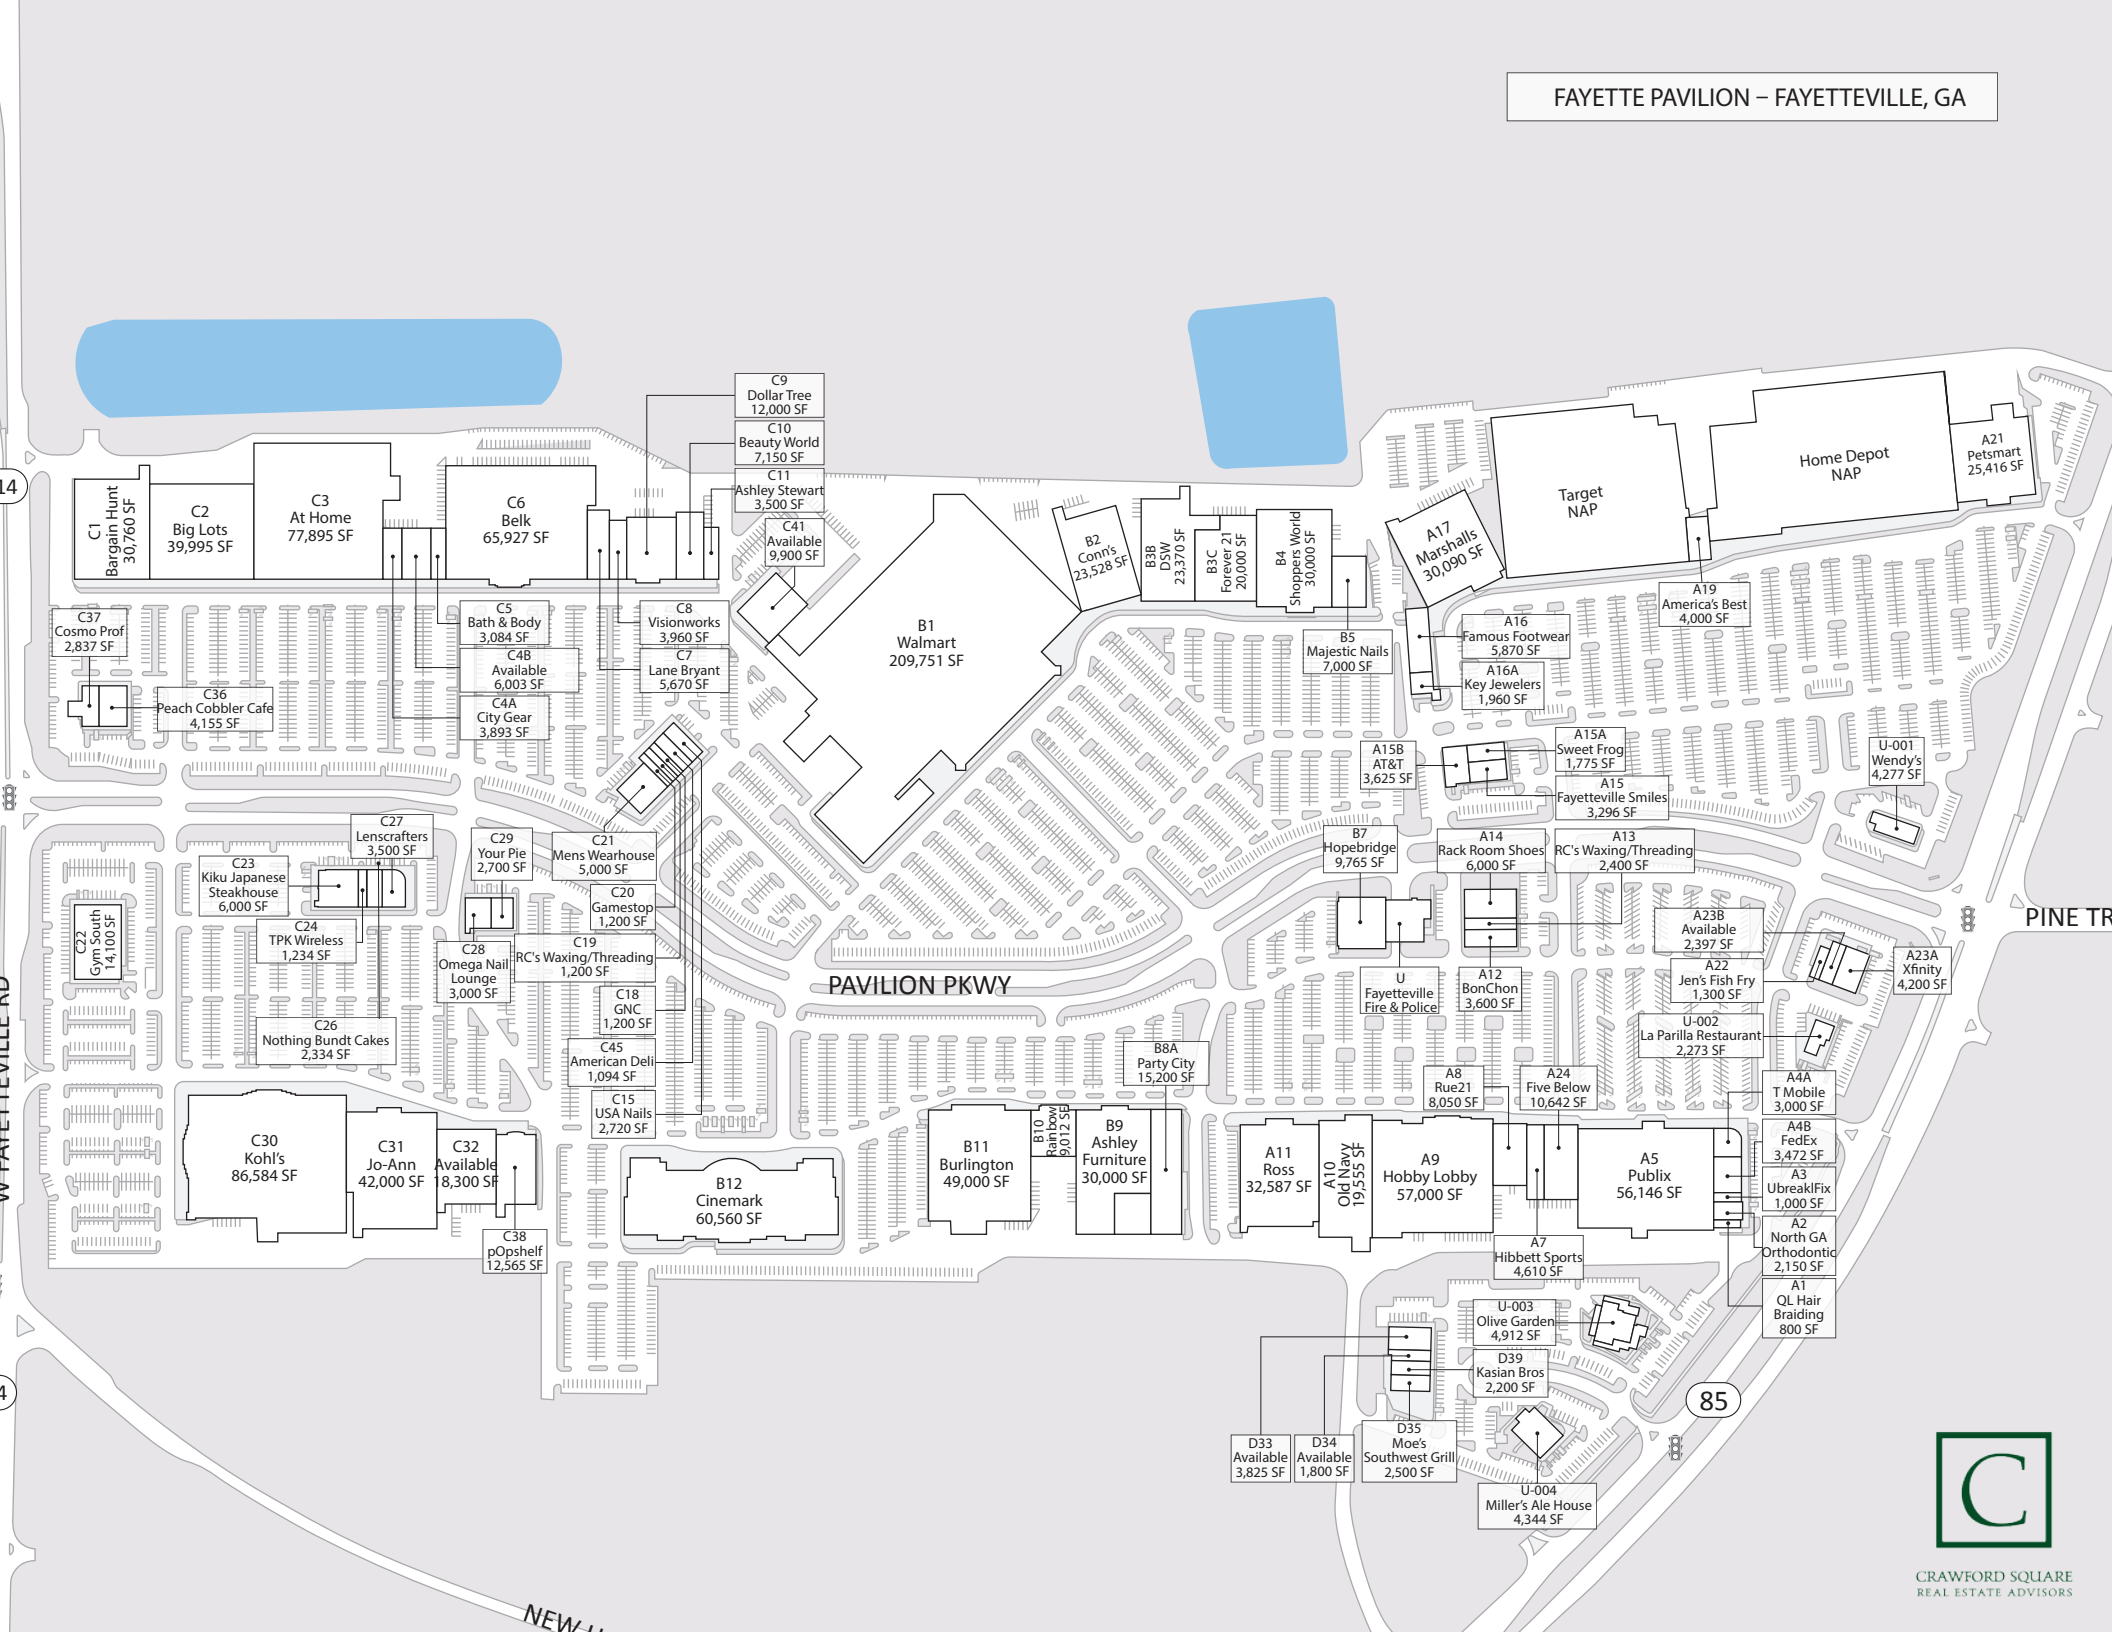 FAYETTE PAVILION – FAYETTEVILLE, GA
C9
Dollar Tree
12,000 SF
C10
Beauty World
7,150 SF
C11
Ashley Stewart
3,500 SF
C41
Available
9,900 SF
14
C1
Bargain Hunt
30,760 SF
C2
Big Lots
39,995 SF
C3
At Home
77,895 SF
C6
Belk
65,927 SF
B1
Walmart
209,751 SF
B2
Conn's
23,528 SF
B3B
DSW
23,370 SF
B3C
Forever 21
20,000 SF
B4
Shoppers World
30,000 SF
A17
Marshalls
30,090 SF
Target
NAP
Home Depot
NAP
A21
Petsmart
25,416 SF
A19
America's Best
4,000 SF
C37
Cosmo Prof
2,837 SF
C36
Peach Cobbler Cafe
4,155 SF
C5
Bath & Body
3,084 SF
C4B
Available
6,003 SF
C4A
City Gear
3,893 SF
C8
Visionworks
3,960 SF
C7
Lane Bryant
5,670 SF
B5
Majestic Nails
7,000 SF
A16
Famous Footwear
5,870 SF
A16A
Key Jewelers
1,960 SF
A15B
AT&T
3,625 SF
A15A
Sweet Frog
1,775 SF
A15
Fayetteville Smiles
3,296 SF
U-001
Wendy's
4,277 SF
C27
Lenscrafters
3,500 SF
C23
Kiku Japanese
Steakhouse
6,000 SF
C29
Your Pie
2,700 SF
C21
Mens Wearhouse
5,000 SF
C20
Gamestop
1,200 SF
B7
Hopebridge
9,765 SF
A14
Rack Room Shoes
6,000 SF
A13
RC's Waxing/Threading
2,400 SF
C22
Gym South
14,100 SF
C24
TPK Wireless
1,234 SF
C28
Omega Nail
Lounge
3,000 SF
C19
RC's Waxing/Threading
1,200 SF
C18
GNC
1,200 SF
PAVILION PKWY
U
Fayetteville
Fire & Police
A12
BonChon
3,600 SF
A23B
Available
2,397 SF
A22
Jen's Fish Fry
1,300 SF
A23A
Xfinity
4,200 SF
PINE TR
W FAYETTEVILLE RD
C26
Nothing Bundt Cakes
2,334 SF
C45
American Deli
1,094 SF
C15
USA Nails
2,720 SF
B8A
Party City
15,200 SF
U-002
La Parilla Restaurant
2,273 SF
A8
Rue21
8,050 SF
A24
Five Below
10,642 SF
A4A
T Mobile
3,000 SF
A4B
FedEx
3,472 SF
A3
UbreaklFix
1,000 SF
A2
North GA
Orthodontic
2,150 SF
A1
QL Hair
Braiding
800 SF
C30
Kohl's
86,584 SF
C31
Jo-Ann
42,000 SF
C32
Available
18,300 SF
C38
pOpshelf
12,565 SF
B12
Cinemark
60,560 SF
B11
Burlington
49,000 SF
B10
Rainbow
9,012 SF
B9
Ashley
Furniture
30,000 SF
A11
Ross
32,587 SF
A10
Old Navy
19,555 SF
A9
Hobby Lobby
57,000 SF
A5
Publix
56,146 SF
A7
Hibbett Sports
4,610 SF
U-003
Olive Garden
4,912 SF
D39
Kasian Bros
2,200 SF
D33
Available
3,825 SF
D34
Available
1,800 SF
D35
Moe's
Southwest Grill
2,500 SF
U-004
Miller's Ale House
4,344 SF
4
85
C
CRAWFORD SQUARE
REAL ESTATE ADVISORS
NEW